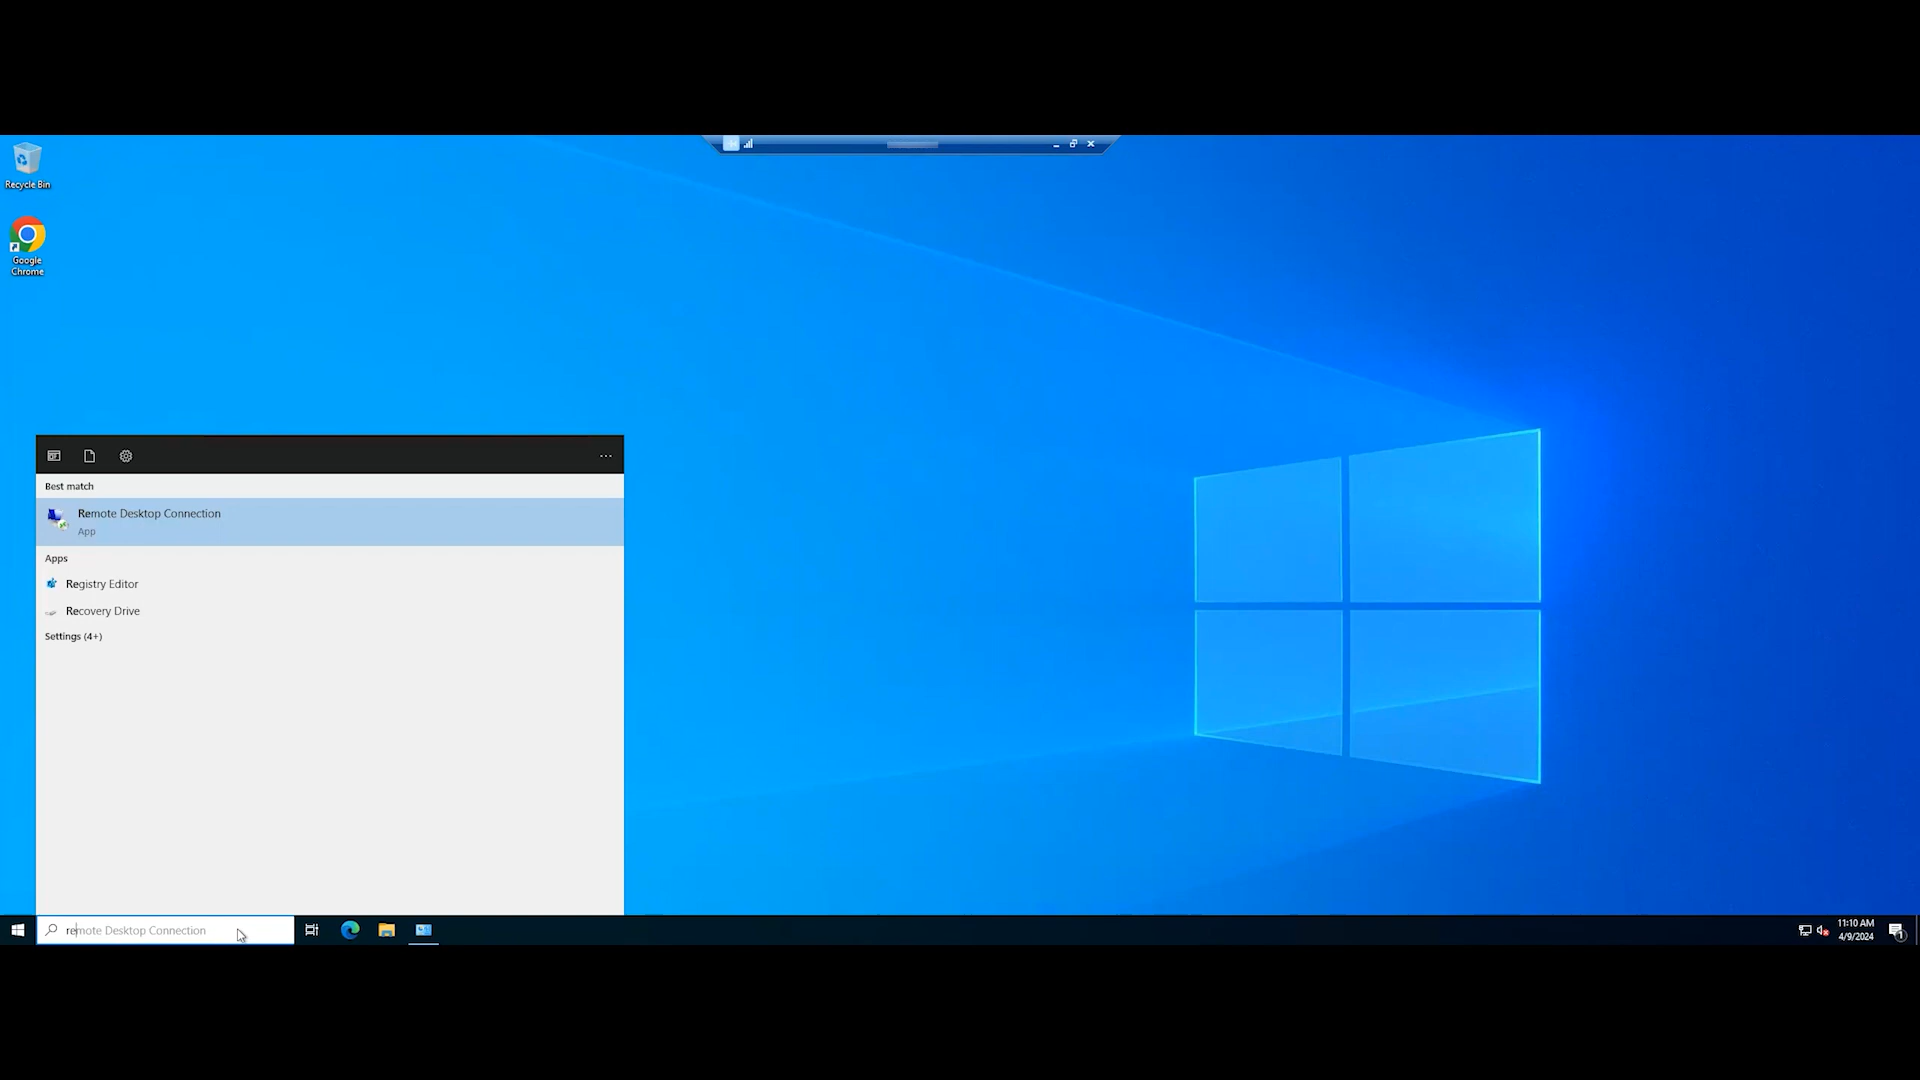 Recycle Bin
Google
Chrome
Best match
Remote Desktop Connection
App
Apps
Registry Editor
Recovery Drive
Settings (4+)
remote Desktop Connection
11:10 AM
4/9/2024
1